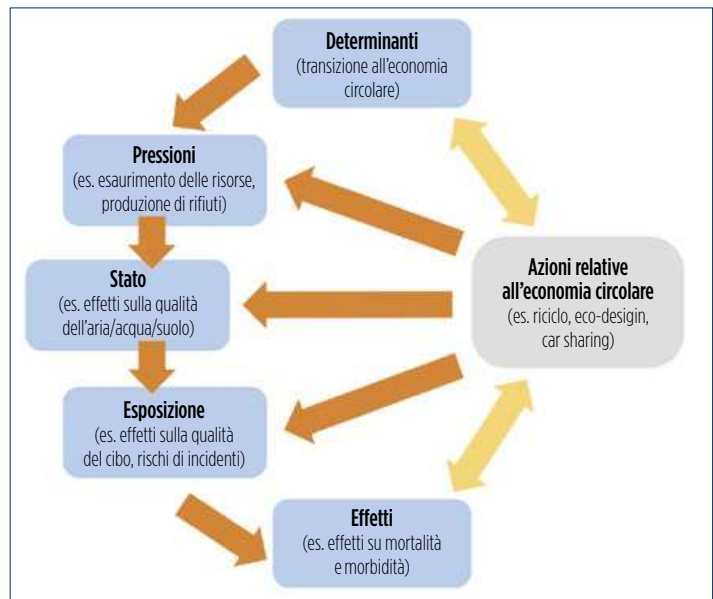 Determinanti
(transizione all'economia
circolare)
Pressioni
(es. esaurimento delle risorse,
produzione di rifiuti)
Stato
(es. effetti sulla qualità
dell'aria/acqua/suolo)
Azioni relative
all'economia circolare
(es. riciclo, eco-desigin,
car sharing)
Esposizione
(es. effetti sulla qualità
del cibo, rischi di incidenti)
Effetti
(es. effetti su mortalità
e morbidità)